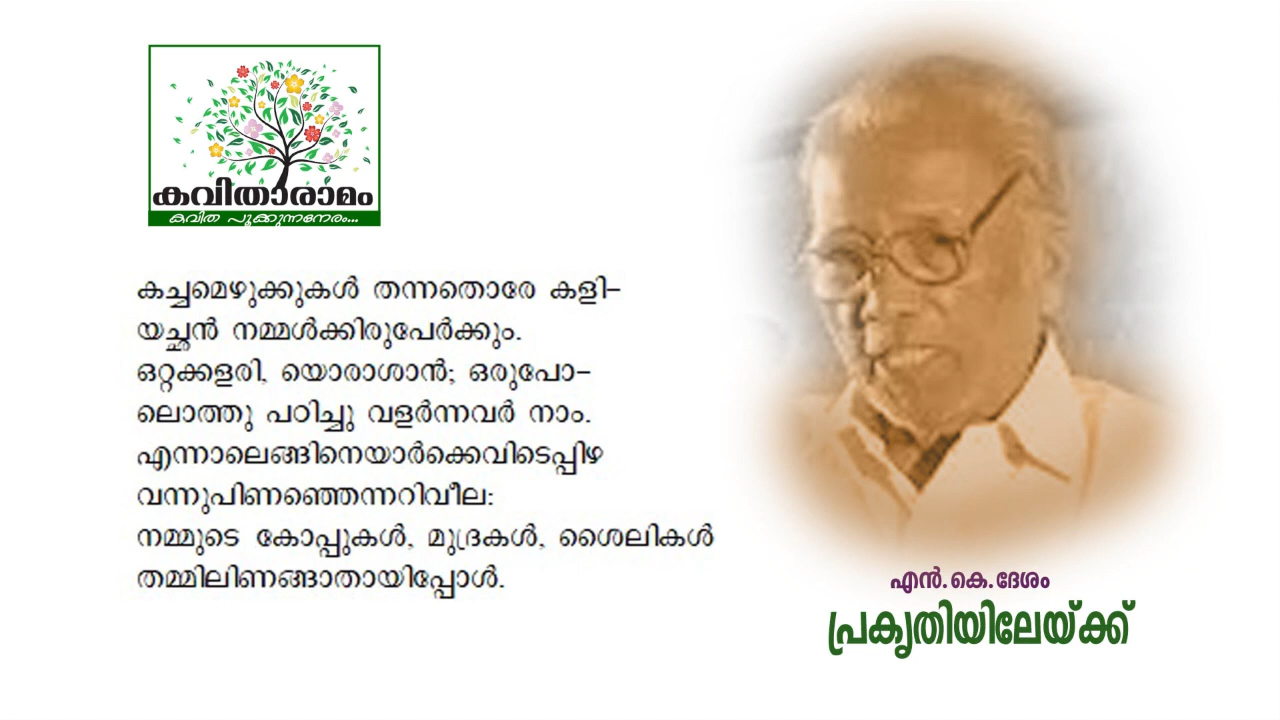 കവിതാരാമം
കവിത പൂക്കുന്നനേരം...
കച്ചമെഴുക്കുകൾ തന്നതൊരേ കളി-
യച്ഛൻ നമ്മൾക്കിരുപേർക്കും.
ഒറ്റക്കളരി, യൊരാശാൻ; ഒരുപോ-
ലൊത്തു പഠിച്ചു വളർന്നവർ നാം.
എന്നാലെങ്ങിനെയാർക്കെവിടെപ്പിഴ
വന്നുപിണഞ്ഞെന്നറിവീല:
നമ്മുടെ കോപ്പുകൾ, മുദ്രകൾ, ശൈലികൾ
തമ്മിലിണങ്ങാതായിപ്പോൾ.
എൻ.കെ.ദേശം
പ്രകൃതിയിലേയ്ക്ക്